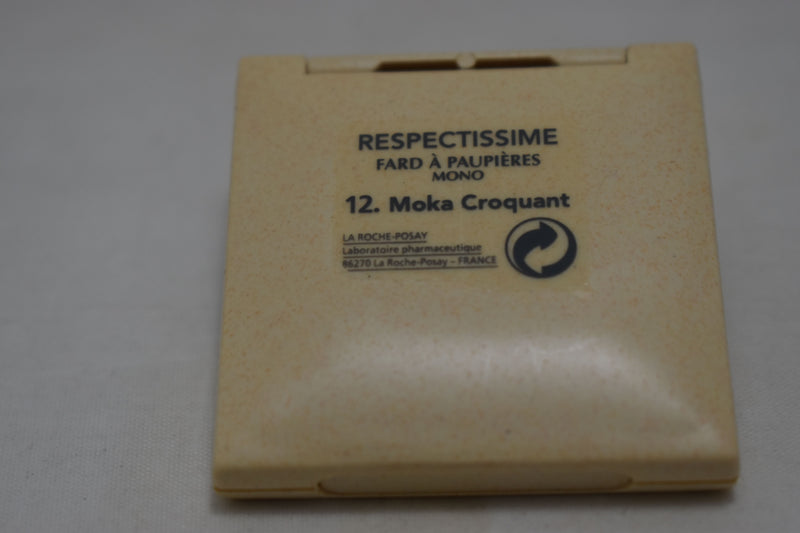 RESPECTISSIME
FARD À PAUPIÈRES
MONO
12. Moka Croquant
LA ROCHE-POSAY
Laboratoire pharmaceutique
86270 La Roche-Posay - FRANCE